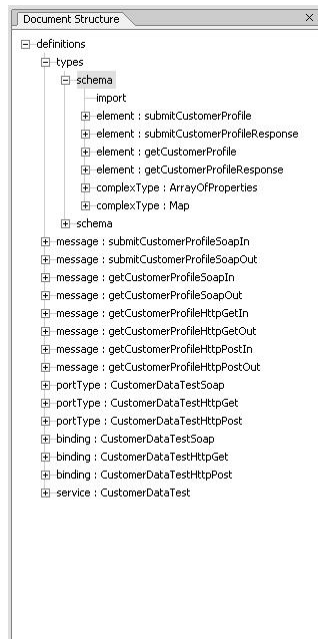 Document Structure
definitions
types
schema
import
element : submitCustomerProfile
element : submitCustomerProfileResponse
element : getCustomerProfile
element : getCustomerProfileResponse
complexType : ArrayOfProperties
complexType : Map
schema
message : submitCustomerProfileSoapIn
message : submitCustomerProfileSoapOut
message : getCustomerProfileSoapIn
message : getCustomerProfileSoapOut
message : getCustomerProfileHttpGetIn
message : getCustomerProfileHttpGetOut
message : getCustomerProfileHttpPostIn
message : getCustomerProfileHttpPostOut
portType : CustomerDataTestSoap
portType : CustomerDataTestHttpGet
portType : CustomerDataTestHttpPost
binding : CustomerDataTestSoap
binding : CustomerDataTestHttpGet
binding : CustomerDataTestHttpPost
service : CustomerDataTest